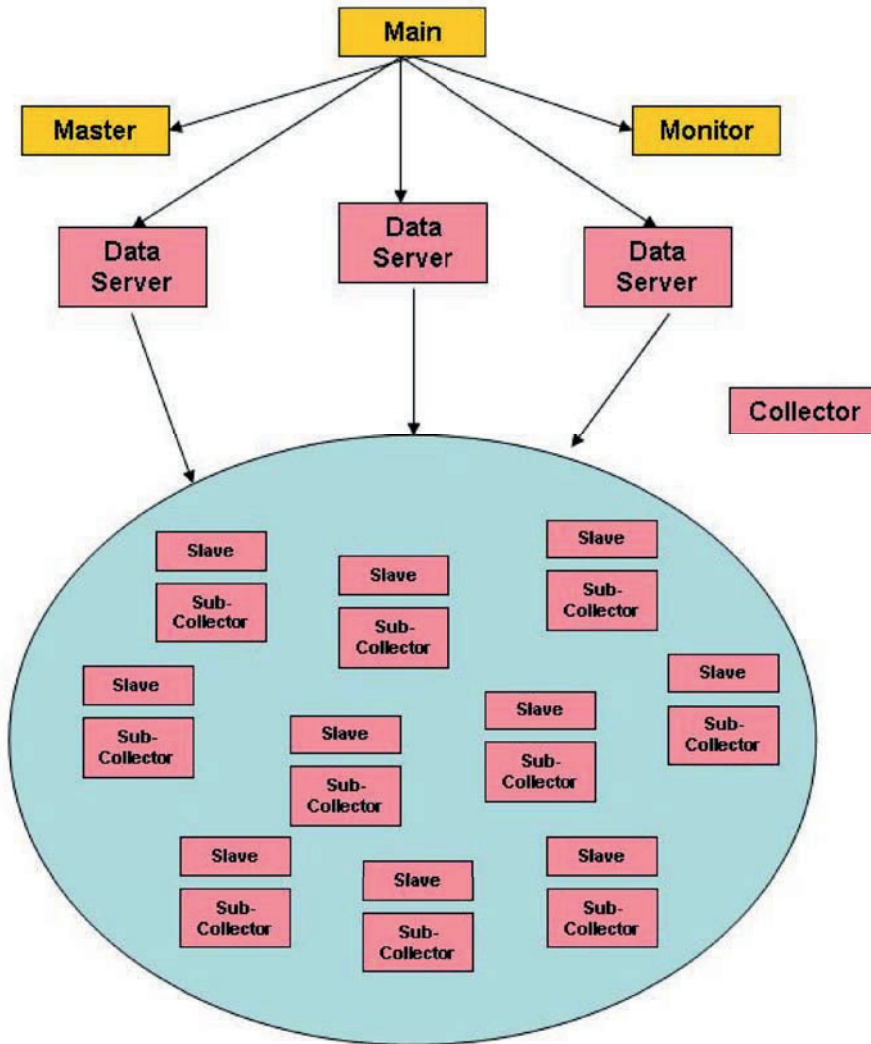 Main
Master
Monitor
Data
Server
Data
Server
Data
Server
Collector
Slave
Sub-
Collector
Slave
Sub-
Collector
Slave
Sub-
Collector
Slave
Sub-
Collector
Slave
Sub-
Collector
Slave
Sub-
Collector
Slave
Sub-
Collector
Slave
Sub-
Collector
Slave
Sub-
Collector
Slave
Sub-
Collector